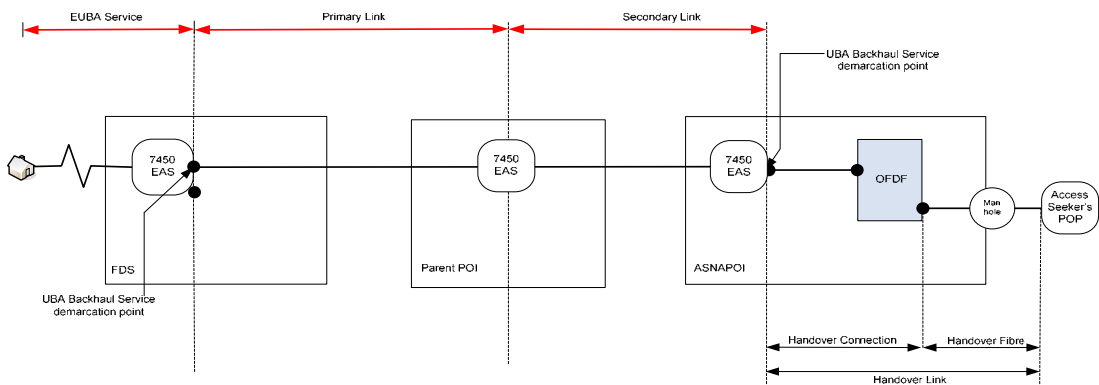 EUBA Service
Primary Link
Secondary Link
UBA Backhaul Service
demarcation point
7450
EAS
7450
EAS
7450
EAS
OFDF
Man
hole
Access
Seeker's
POP
FDS
Parent POI
ASNAPOI
UBA Backhaul Service
demarcation point
Handover Connection
Handover Fibre
Handover Link